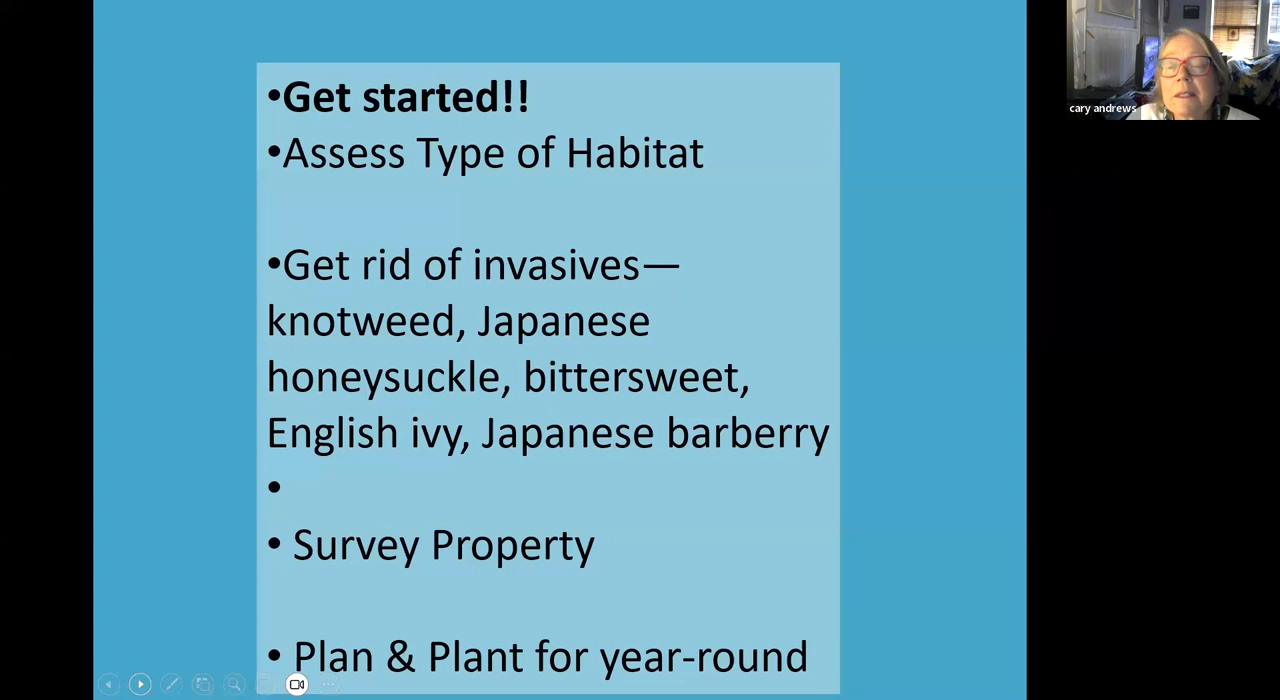 •Get started!!
cary andrews
•Assess Type of Habitat
•Get rid of invasives—
knotweed, Japanese
honeysuckle, bittersweet,
English ivy, Japanese barberry
•
• Survey Property
• Plan & Plant for year-round